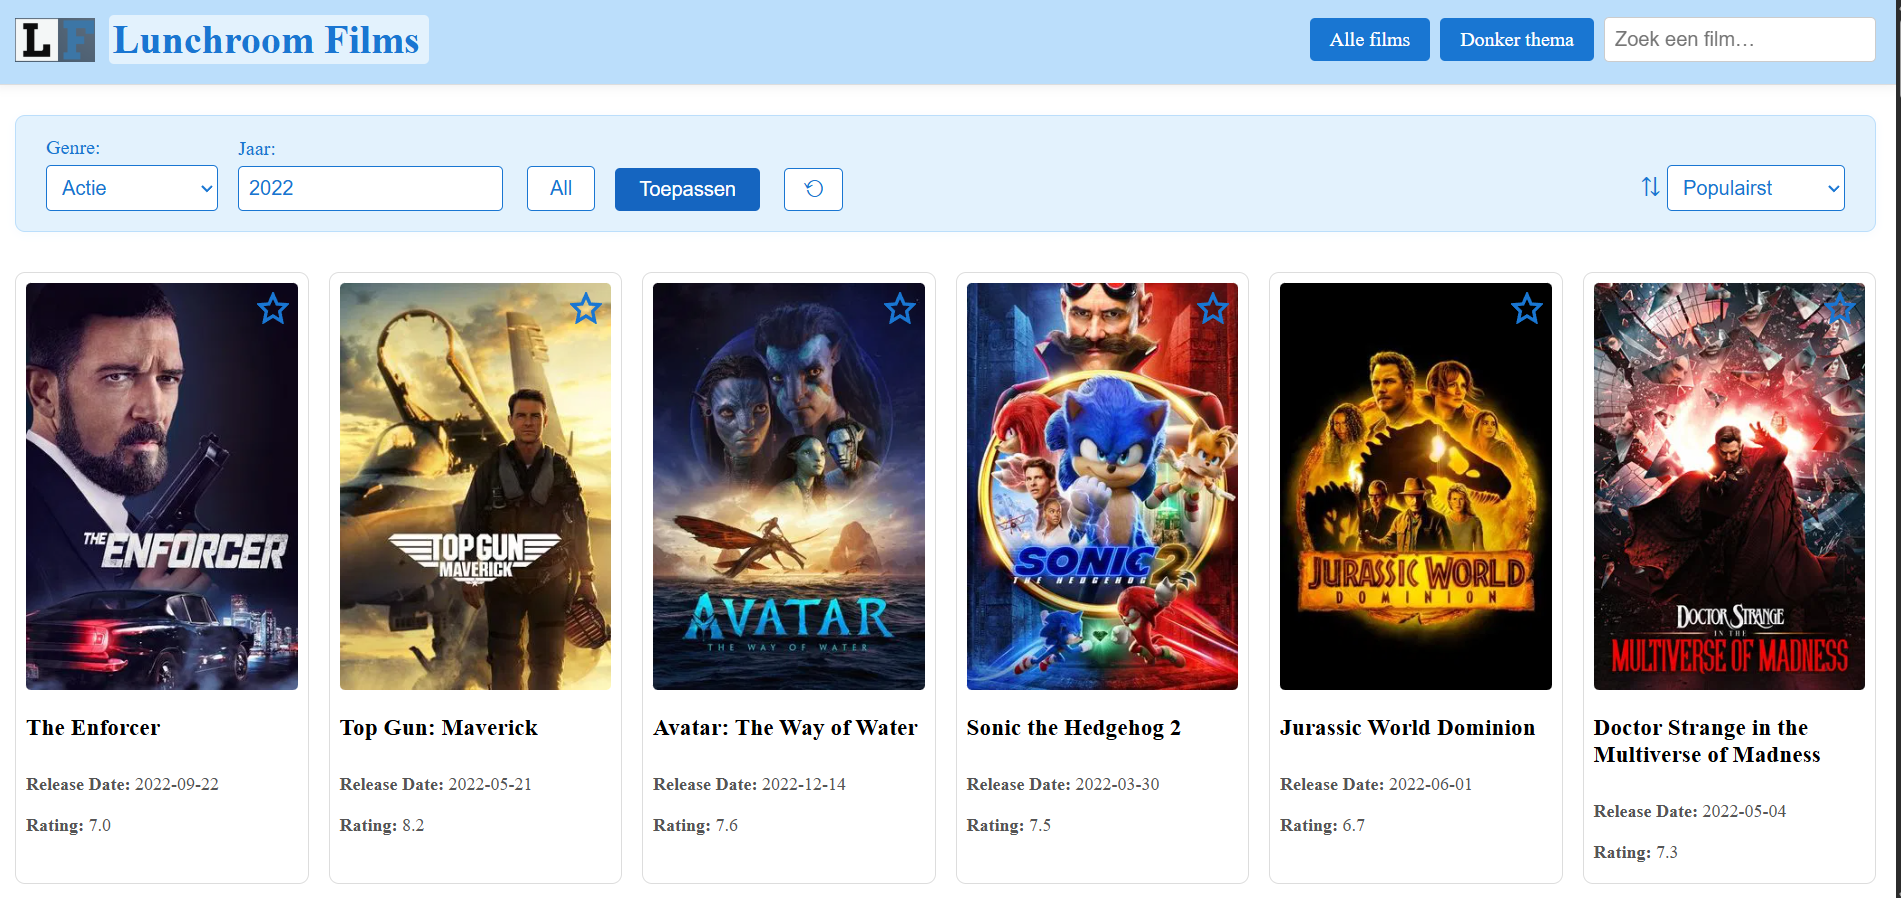 LF Lunchroom Films
Alle films
Donker thema
Zoek een film…
Genre:
Actie
Jaar:
2022
All
Toepassen
Populairst
THE ENFORCER
The Enforcer
Release Date: 2022-09-22
Rating: 7.0
TOP GUN
MAVERICK
Top Gun: Maverick
Release Date: 2022-05-21
Rating: 8.2
AVATAR
THE WAY OF WATER
Avatar: The Way of Water
Release Date: 2022-12-14
Rating: 7.6
SONIC 2
THE HEDGEHOG
Sonic the Hedgehog 2
Release Date: 2022-03-30
Rating: 7.5
JURASSIC WORLD
DOMINION
Jurassic World Dominion
Release Date: 2022-06-01
Rating: 6.7
DOCTOR STRANGE
IN THE
MULTIVERSE OF MADNESS
Doctor Strange in the
Multiverse of Madness
Release Date: 2022-05-04
Rating: 7.3